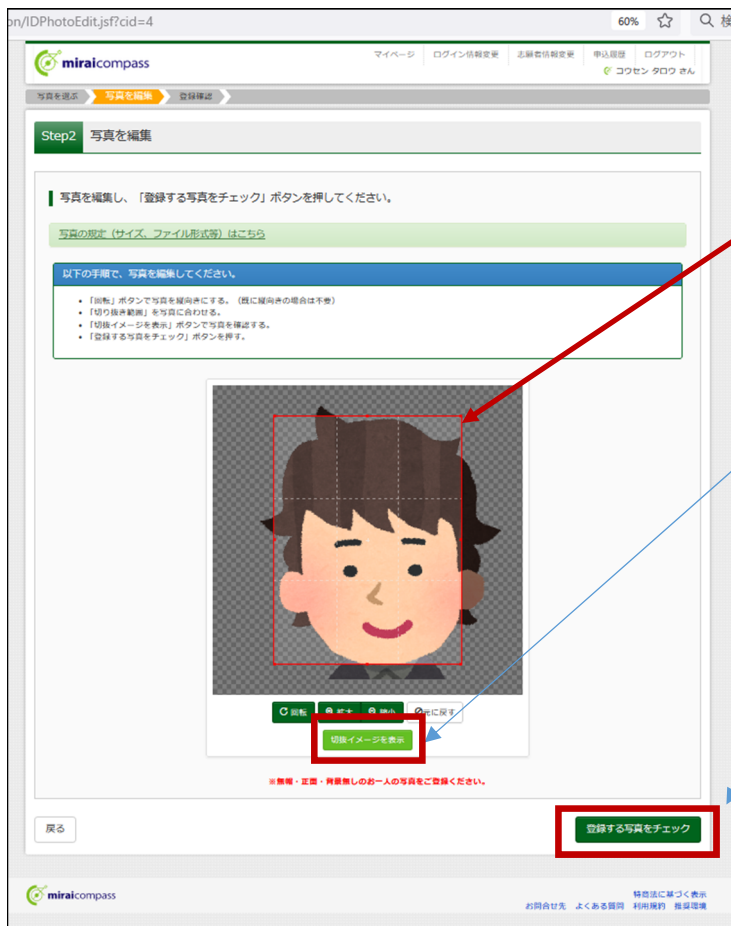 on/IDPhotoEdit.jsf?cid=4
60%
miraicompass
マイページ ログイン情報変更 志願者情報変更 申込履歴 ログアウト
コウセン タロウ さん
写真を選ぶ 写真を編集 登録確認
Step2 写真を編集
写真を編集し、「登録する写真をチェック」ボタンを押してください。
写真の規定（サイズ、ファイル形式等）はこちら
以下の手順で、写真を編集してください。
「回転」ボタンで写真を縦向きにする。（既に縦向きの場合は不要）
「切り抜き範囲」を写真に合わせる。
「切抜イメージを表示」ボタンで写真を確認する。
「登録する写真をチェック」ボタンを押す。
回転 拡大 縮小 元に戻す
切抜イメージを表示
※無帽・正面・背景無しのお一人の写真をご登録ください。
戻る
登録する写真をチェック
miraicompass
特商法に基づく表示
お問合せ先 よくある質問 利用規約 推奨環境